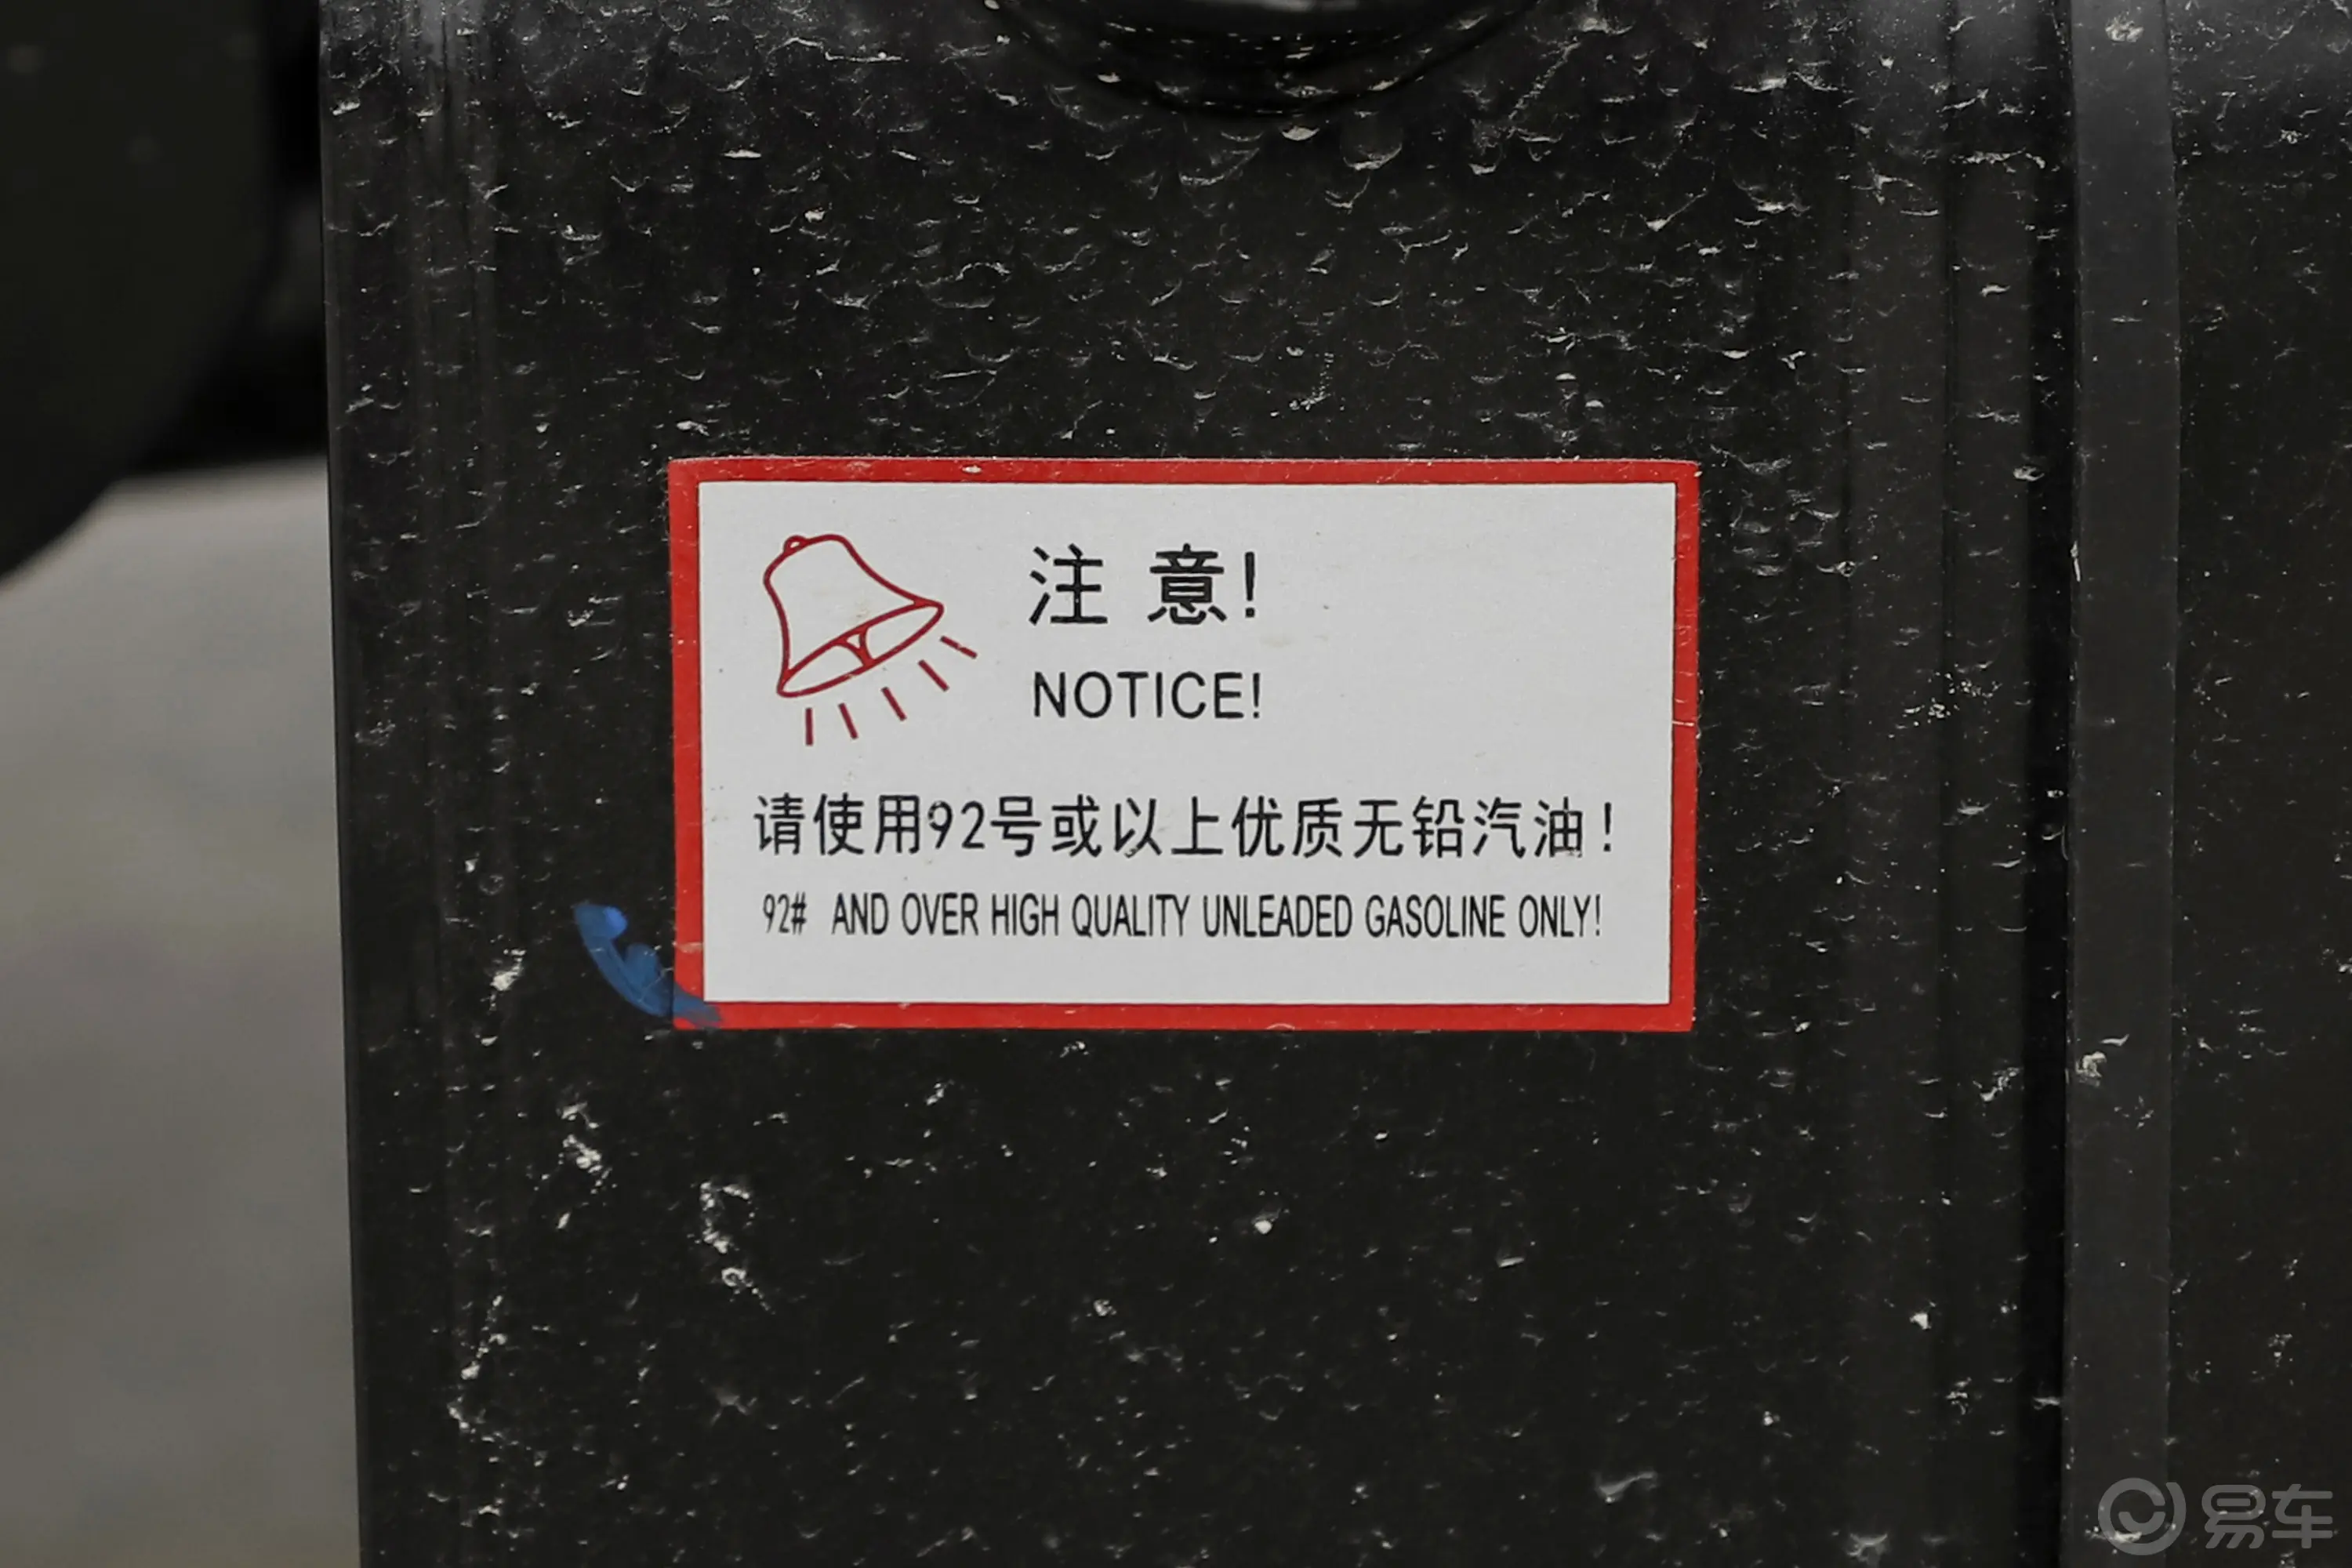 注 意!
NOTICE!
请使用92号或以上优质无铅汽油!
92# AND OVER HIGH QUALITY UNLEADED GASOLINE ONLY!
易车